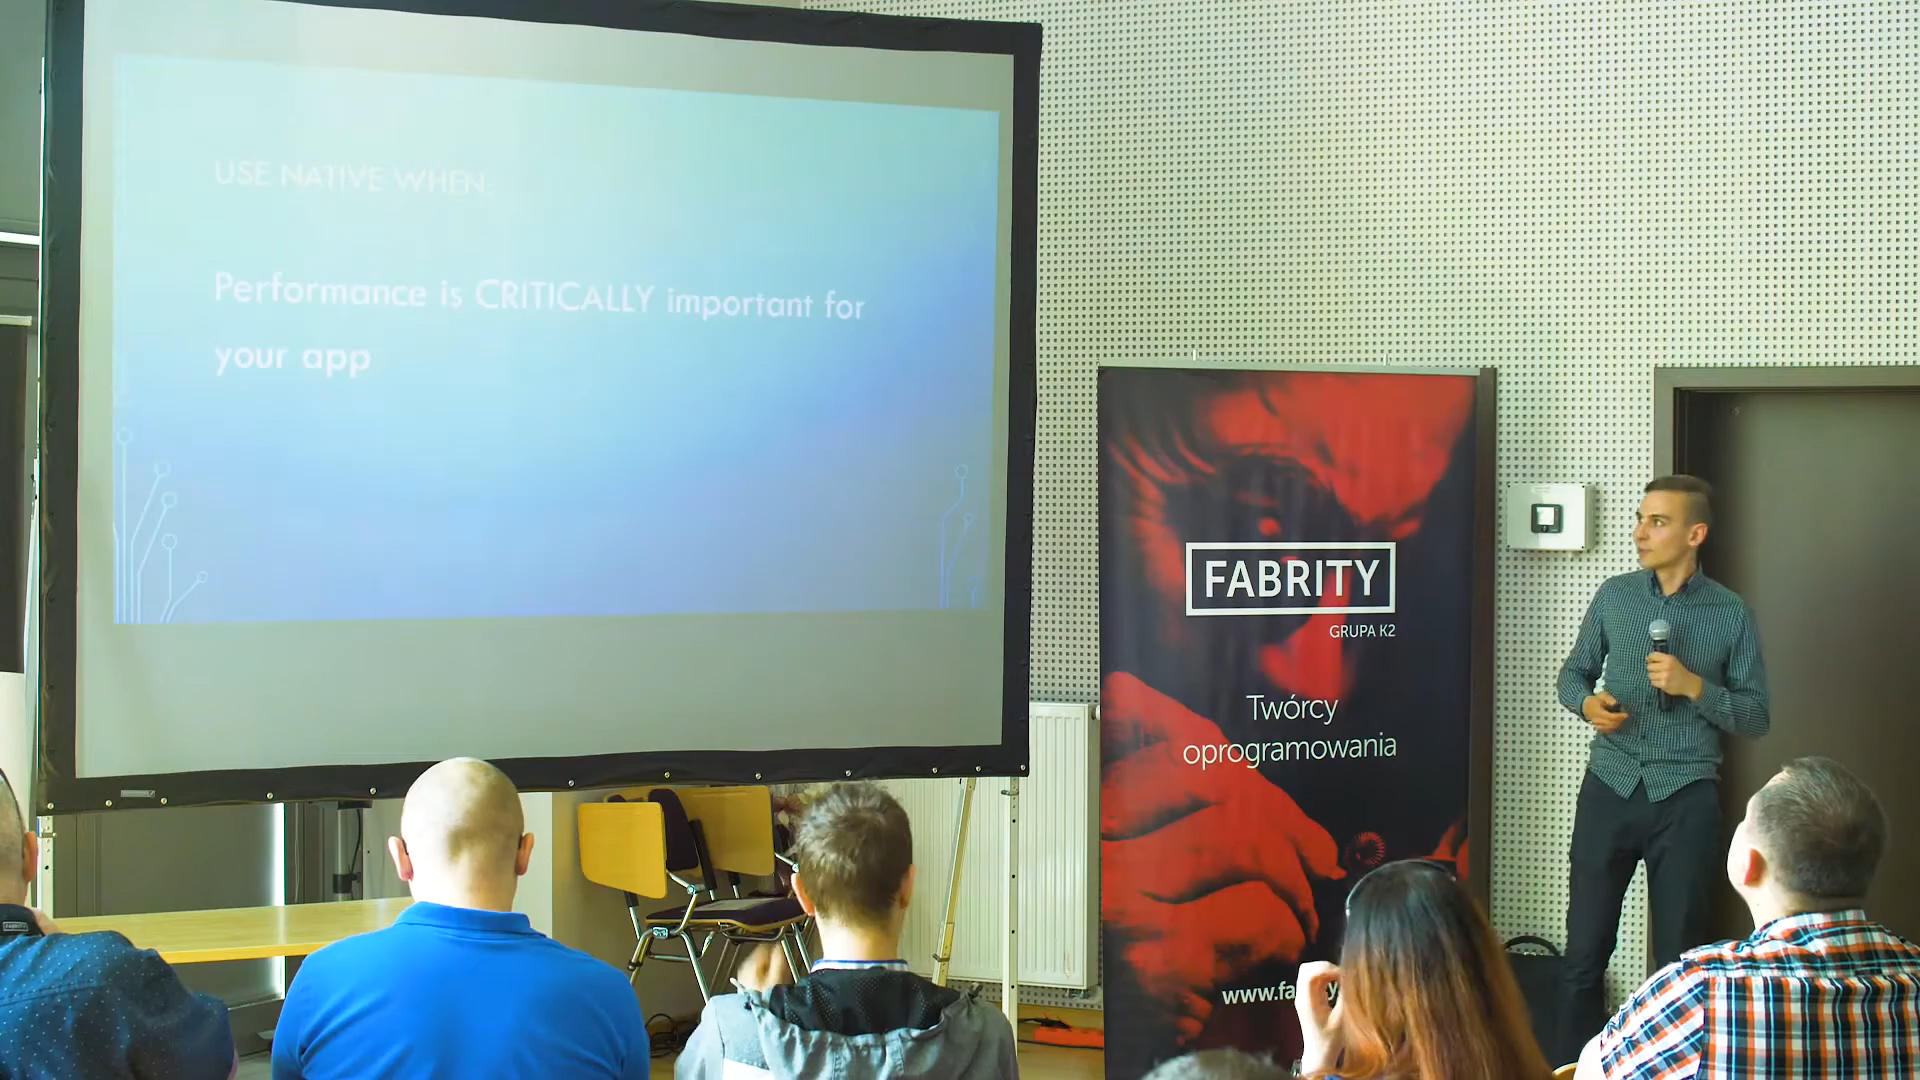 USE NATIVE WHEN:
Performance is CRITICALLY important for
your app
FABRITY
GRUPA K2
Twórcy
oprogramowania